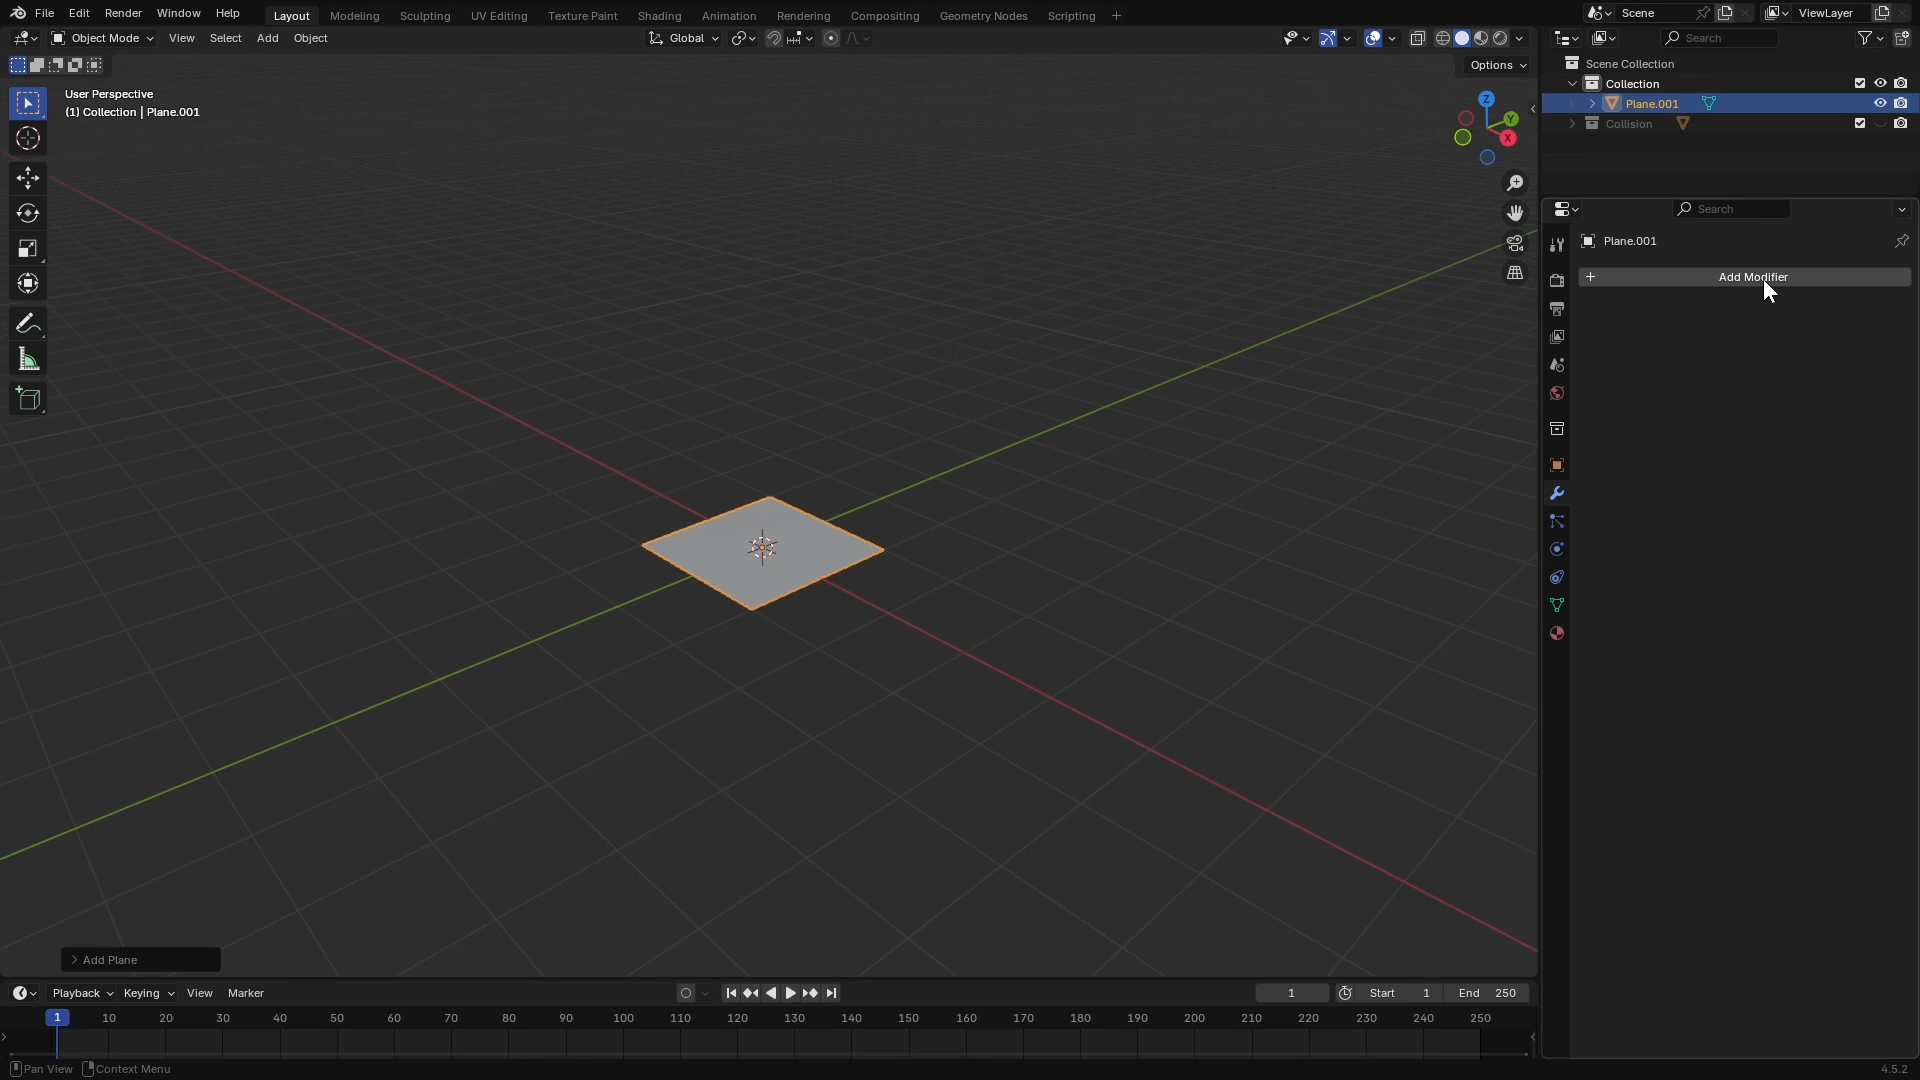 File Edit Render Window Help Layout Modeling Sculpting UV Editing Texture Paint Shading Animation Rendering Compositing Geometry Nodes Scripting + Scene ViewLayer
Object Mode View Select Add Object Global Search
Options
User Perspective
(1) Collection | Plane.001
Z
Y
X
Scene Collection
Collection
Plane.001
Collision
Search
Plane.001
+ Add Modifier
Add Plane
Playback Keying View Marker 1 Start 1 End 250
1 10 20 30 40 50 60 70 80 90 100 110 120 130 140 150 160 170 180 190 200 210 220 230 240 250
Pan View Context Menu 4.5.2